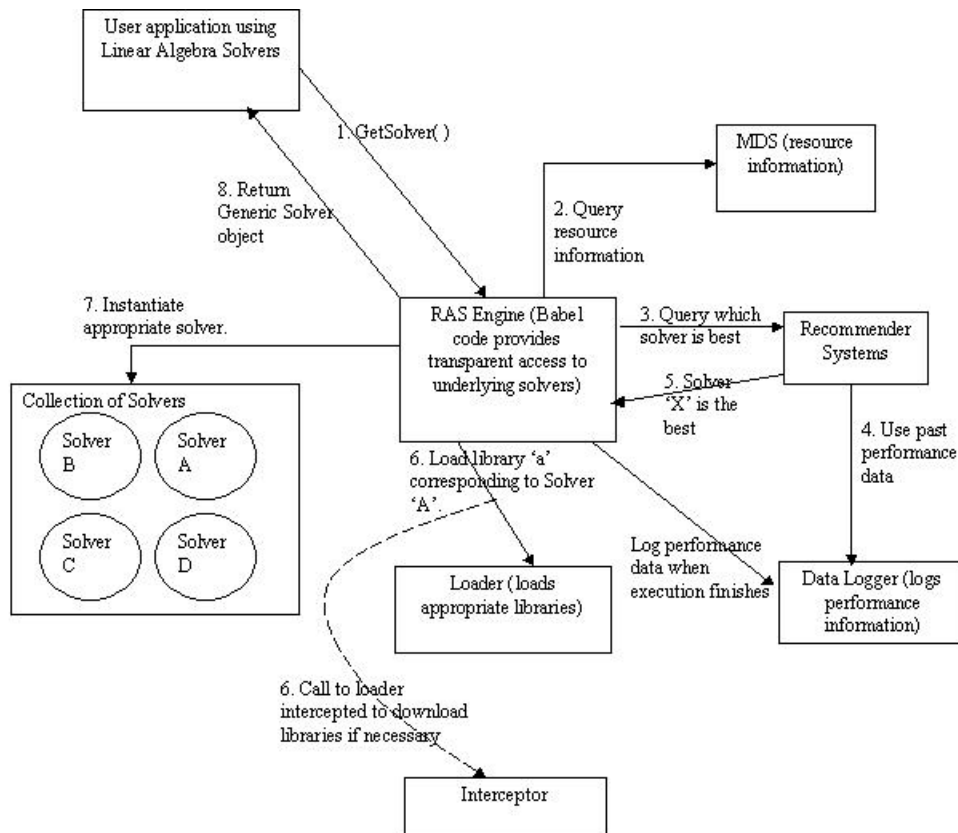 User application using
Linear Algebra Solvers
1. GetSolver( )
MDS (resource
information)
8. Return
Generic Solver
object
2. Query
resource
information
7. Instantiate
appropriate solver.
RAS Engine (Babel
code provides
transparent access to
underlying solvers)
3. Query which
solver is best
Recommender
Systems
5. Solver
‘X’ is the
best
4. Use past
performance
data
Collection of Solvers
Solver
B
Solver
A
Solver
C
Solver
D
6. Load library ‘a’
corresponding to Solver
‘A’.
Log performance
data when
execution finishes
Loader (loads
appropriate libraries)
Data Logger (logs
performance
information)
6. Call to loader
intercepted to download
libraries if necessary
Interceptor